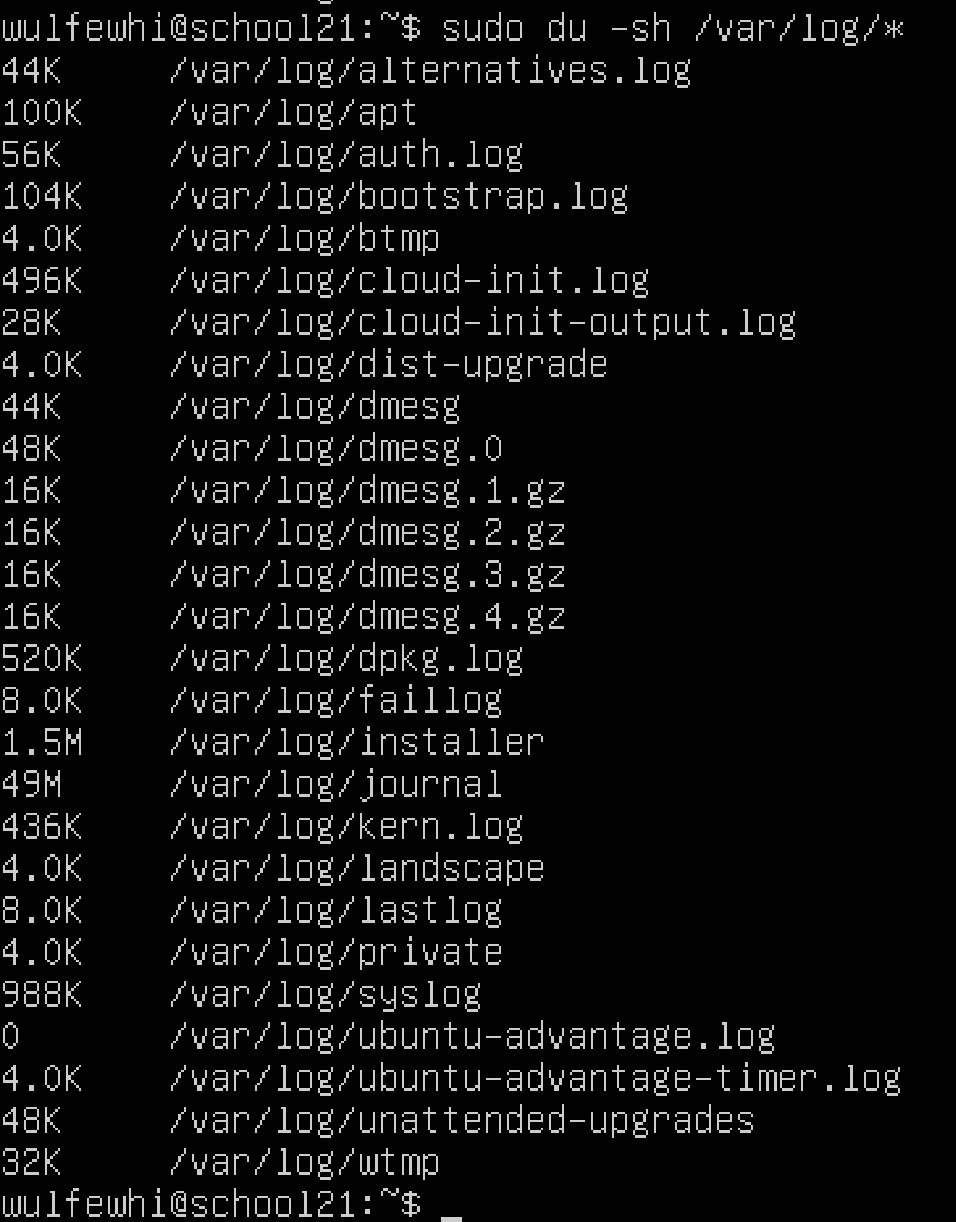 wulfewhi@school21:~$ sudo du -sh /var/log/*
44K /var/log/alternatives.log
100K /var/log/apt
56K /var/log/auth.log
104K /var/log/bootstrap.log
4.0K /var/log/btmp
496K /var/log/cloud-init.log
28K /var/log/cloud-init-output.log
4.0K /var/log/dist-upgrade
44K /var/log/dmesg
48K /var/log/dmesg.0
16K /var/log/dmesg.1.gz
16K /var/log/dmesg.2.gz
16K /var/log/dmesg.3.gz
16K /var/log/dmesg.4.gz
520K /var/log/dpkg.log
8.0K /var/log/faillog
1.5M /var/log/installer
49M /var/log/journal
436K /var/log/kern.log
4.0K /var/log/landscape
8.0K /var/log/lastlog
4.0K /var/log/private
988K /var/log/syslog
0 /var/log/ubuntu-advantage.log
4.0K /var/log/ubuntu-advantage-timer.log
48K /var/log/unattended-upgrades
32K /var/log/wtmp
wulfewhi@school21:~$